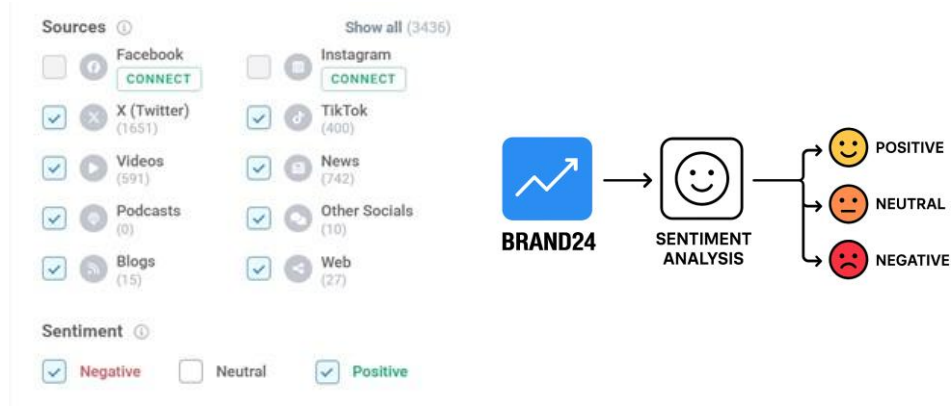 Sources Show all (3436)
Facebook Instagram
CONNECT CONNECT
X (Twitter) TikTok
(1651) (400)
Videos News
(591) (742)
Podcasts Other Socials
(0) (10)
Blogs Web
(15) (27)
Sentiment
Negative Neutral Positive
BRAND24
SENTIMENT
ANALYSIS
POSITIVE
NEUTRAL
NEGATIVE